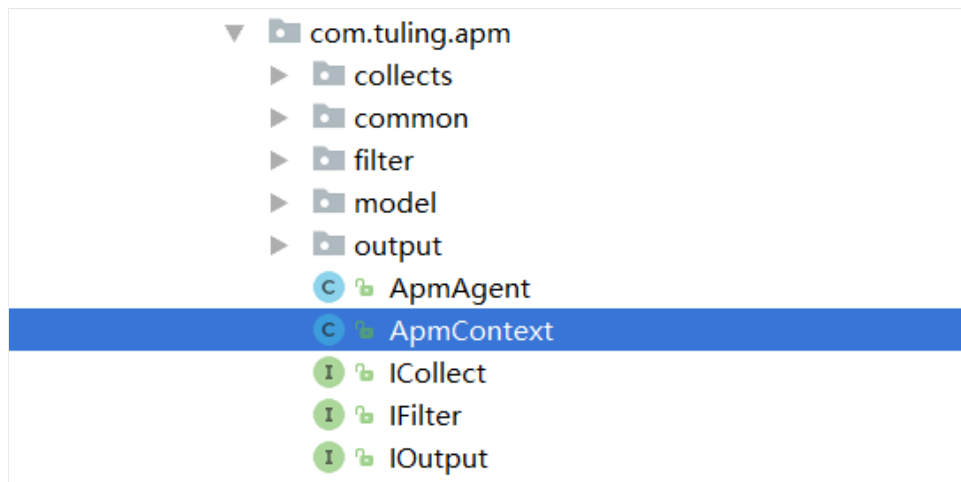 com.tuling.apm
collects
common
filter
model
output
C ApmAgent
C ApmContext
I ICollect
I IFilter
I IOutput